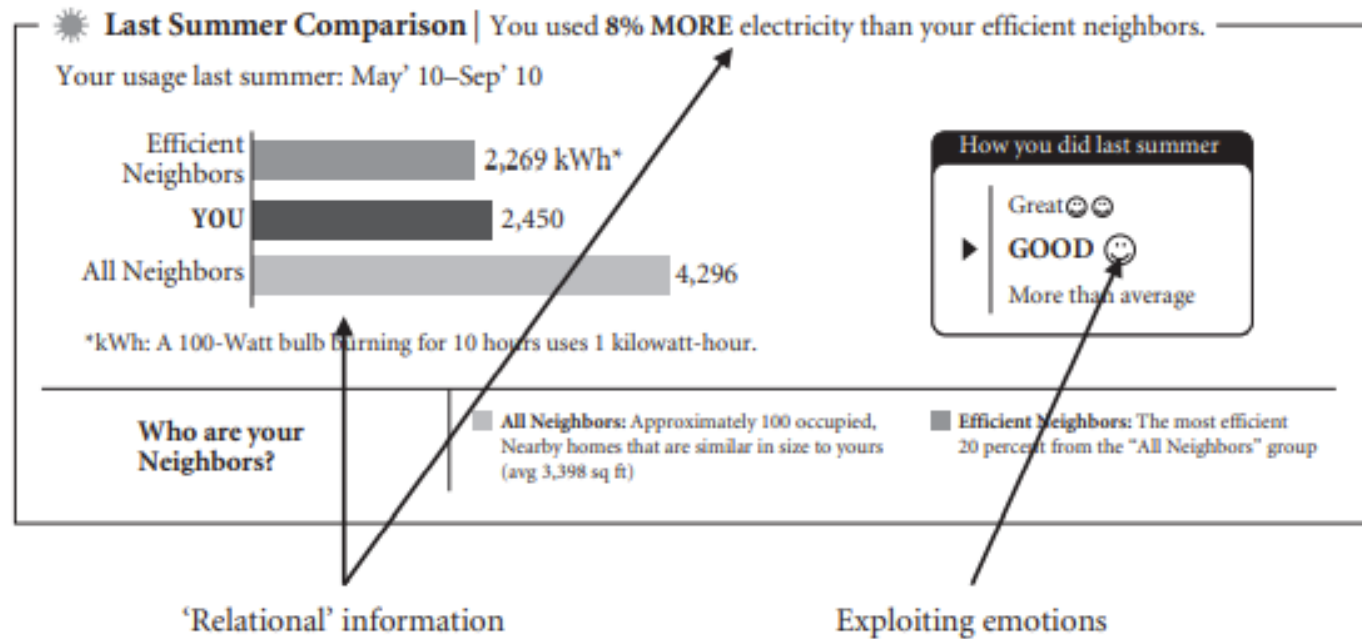 Last Summer Comparison | You used 8% MORE electricity than your efficient neighbors.
Your usage last summer: May’ 10–Sep’ 10
Efficient
Neighbors
2,269 kWh*
YOU
2,450
All Neighbors
4,296
*kWh: A 100-Watt bulb burning for 10 hours uses 1 kilowatt-hour.
How you did last summer
Great
GOOD
More than average
Who are your
Neighbors?
All Neighbors: Approximately 100 occupied,
Nearby homes that are similar in size to yours
(avg 3,398 sq ft)
Efficient Neighbors: The most efficient
20 percent from the “All Neighbors” group
‘Relational’ information
Exploiting emotions